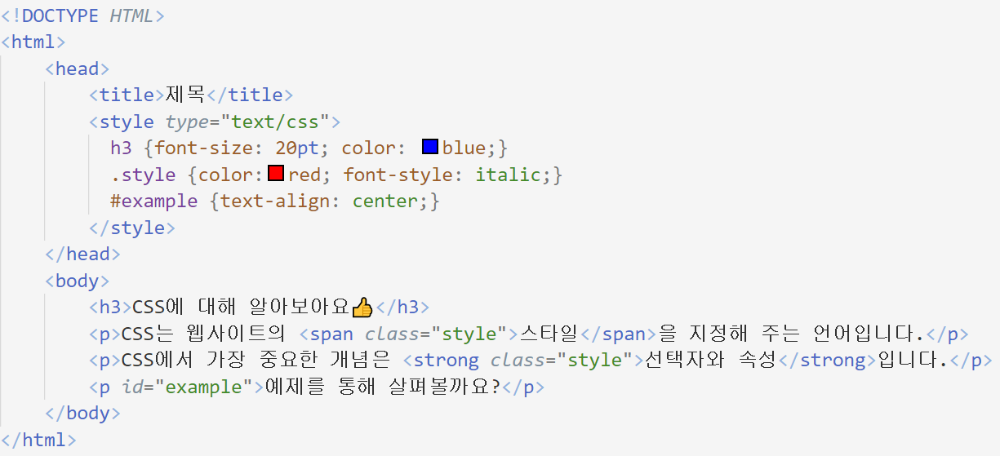 <!DOCTYPE HTML>
<html>
<head>
<title>제목</title>
<style type="text/css">
h3 {font-size: 20pt; color: blue;}
.style {color: red; font-style: italic;}
#example {text-align: center;}
</style>
</head>
<body>
<h3>CSS에 대해 알아보아요👍</h3>
<p>CSS는 웹사이트의 <span class="style">스타일</span>을 지정해 주는 언어입니다.</p>
<p>CSS에서 가장 중요한 개념은 <strong class="style">선택자와 속성</strong>입니다.</p>
<p id="example">예제를 통해 살펴볼까요?</p>
</body>
</html>